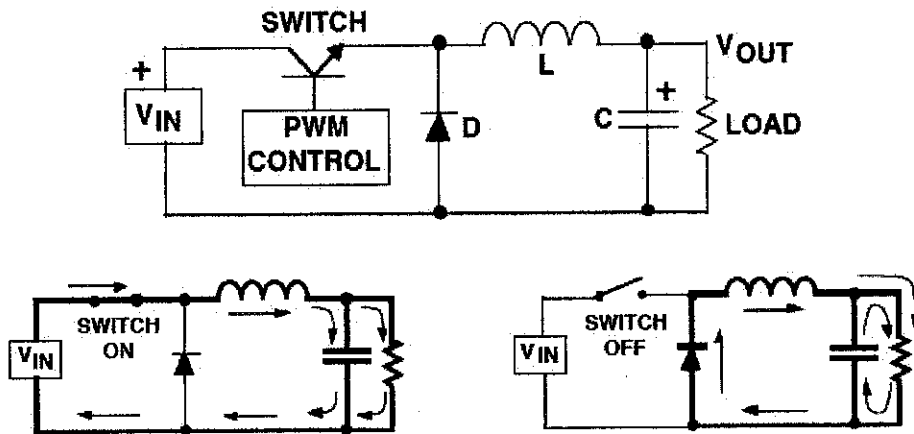 SWITCH
+
VIN
PWM
CONTROL
D
L
C
+
VOUT
LOAD
VIN
SWITCH
ON
VIN
SWITCH
OFF